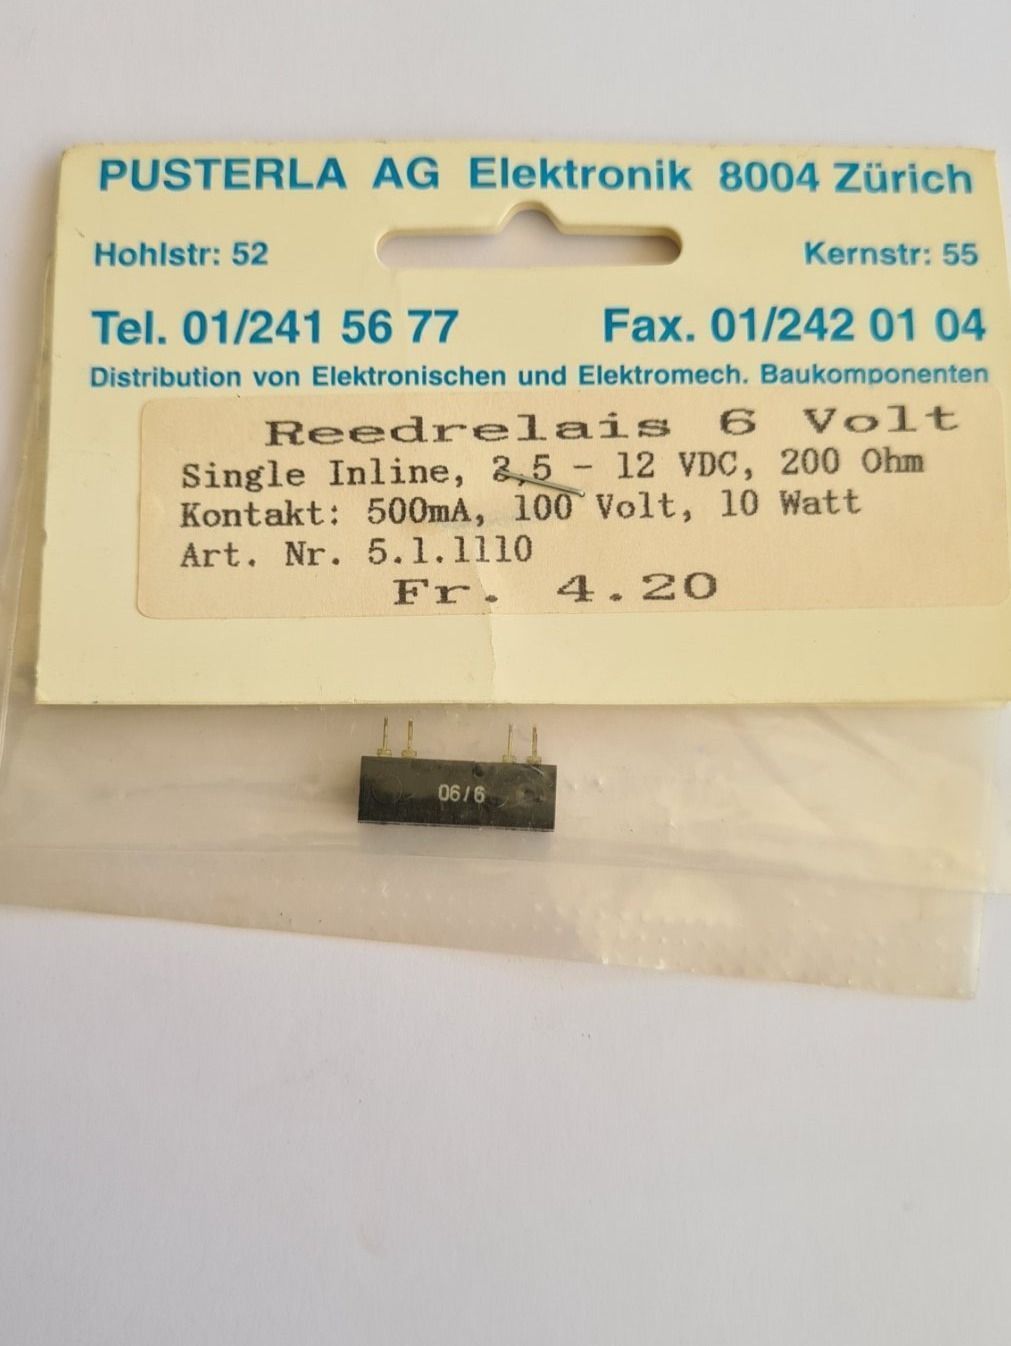 PUSTERLA AG Elektronik 8004 Zürich
Hohlstr: 52 Kernstr: 55
Tel. 01/241 56 77 Fax. 01/242 01 04
Distribution von Elektronischen und Elektromech. Baukomponenten
Reedrelais 6 Volt
Single Inline, 3,5 - 12 VDC, 200 Ohm
Kontakt: 500mA, 100 Volt, 10 Watt
Art. Nr. 5.1.1110
Fr. 4.20
06/6